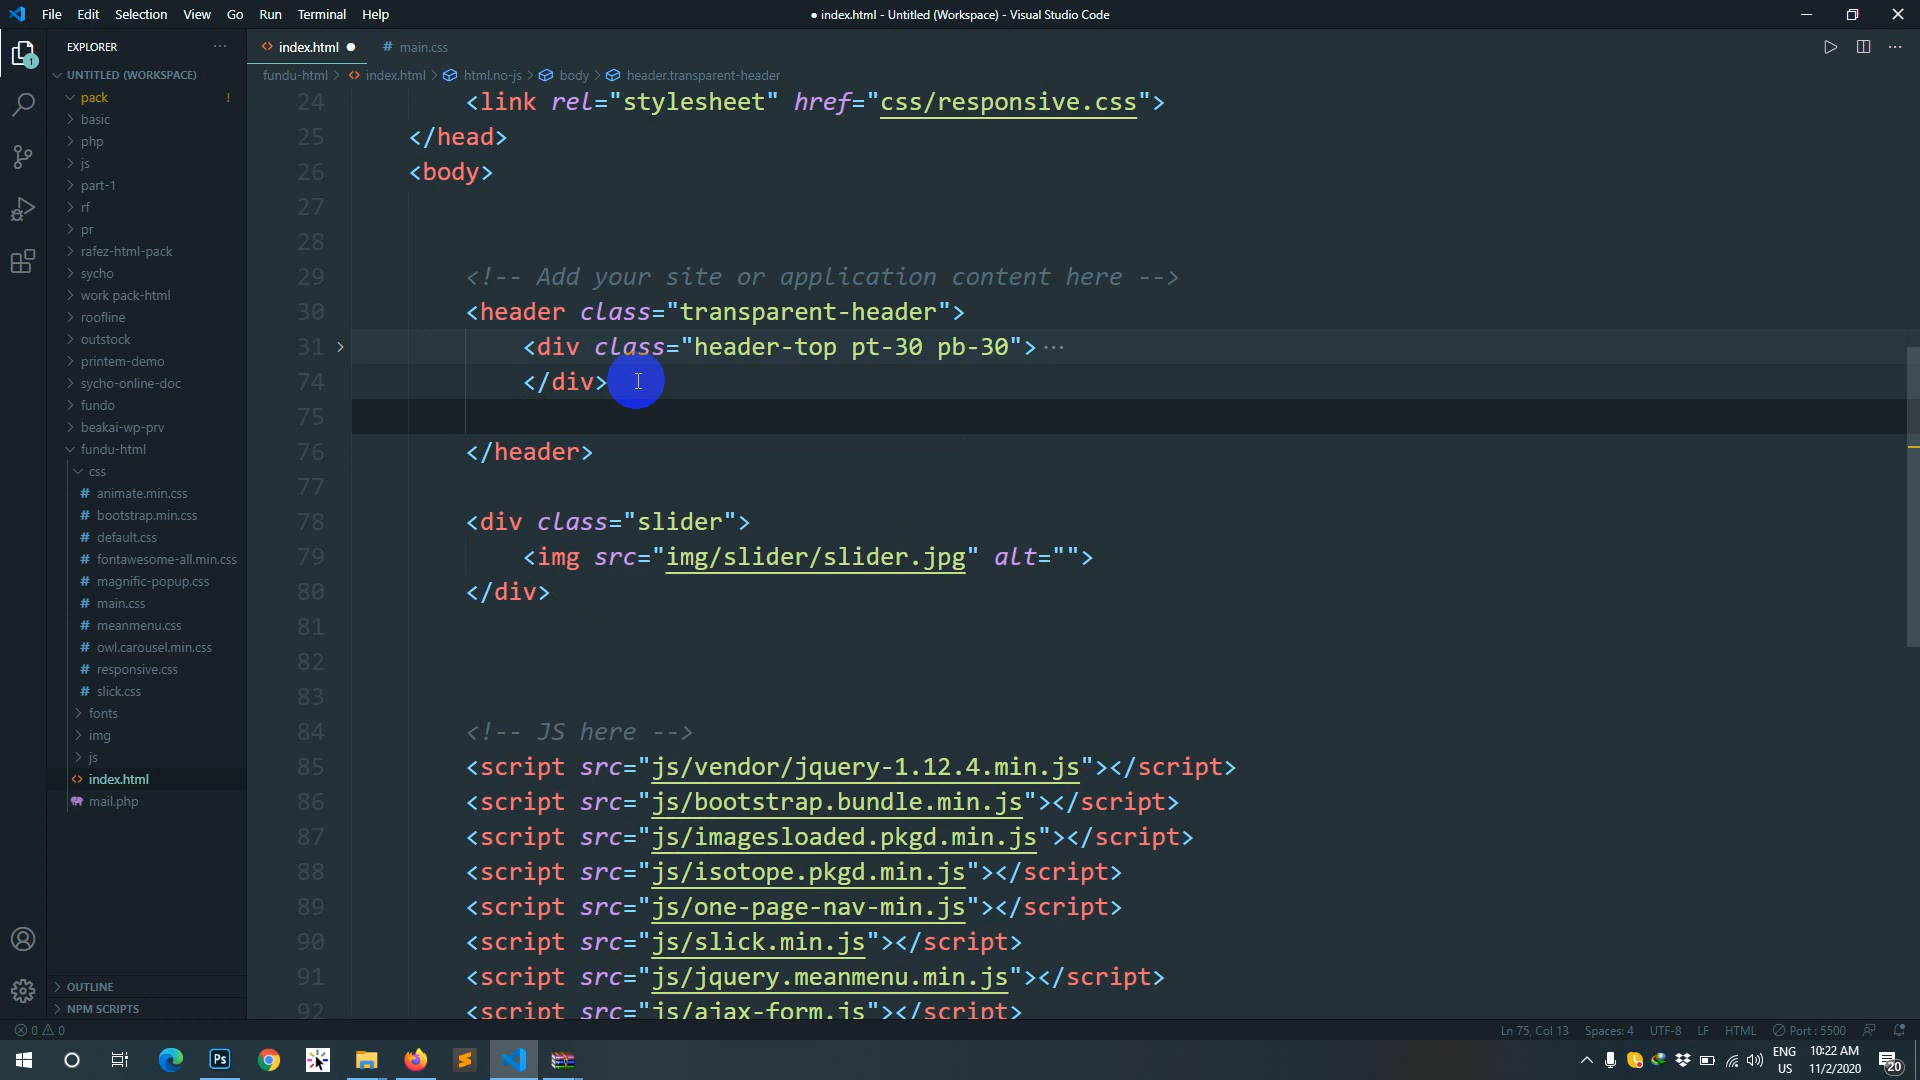 File Edit Selection View Go Run Terminal Help
● index.html - Untitled (Workspace) - Visual Studio Code
EXPLORER ···
1
UNTITLED (WORKSPACE)
pack !
basic
php
js
part-1
rf
pr
rafez-html-pack
sycho
work pack-html
roofline
outstock
printem-demo
sycho-online-doc
fundo
beakai-wp-prv
fundu-html
css
# animate.min.css
# bootstrap.min.css
# default.css
# fontawesome-all.min.css
# magnific-popup.css
# main.css
# meanmenu.css
# owl.carousel.min.css
# responsive.css
# slick.css
fonts
img
js
<> index.html
mail.php
OUTLINE
NPM SCRIPTS
<> index.html ● # main.css
fundu-html > <> index.html > html.no-js > body > header.transparent-header
24 <link rel="stylesheet" href="css/responsive.css">
25 </head>
26 <body>
27
28
29 <!-- Add your site or application content here -->
30 <header class="transparent-header">
31 > <div class="header-top pt-30 pb-30">···
74 </div>
75
76 </header>
77
78 <div class="slider">
79 <img src="img/slider/slider.jpg" alt="">
80 </div>
81
82
83
84 <!-- JS here -->
85 <script src="js/vendor/jquery-1.12.4.min.js"></script>
86 <script src="js/bootstrap.bundle.min.js"></script>
87 <script src="js/imagesloaded.pkgd.min.js"></script>
88 <script src="js/isotope.pkgd.min.js"></script>
89 <script src="js/one-page-nav-min.js"></script>
90 <script src="js/slick.min.js"></script>
91 <script src="js/jquery.meanmenu.min.js"></script>
92 <script src="js/ajax-form.js"></script>
0 0 Ln 75, Col 13 Spaces: 4 UTF-8 LF HTML Port : 5500
Ps
ENG
US
10:22 AM
11/2/2020
20